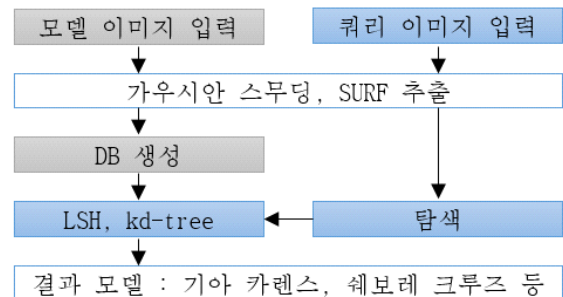 모델 이미지 입력
쿼리 이미지 입력
가우시안 스무딩, SURF 추출
DB 생성
LSH, kd-tree
탐색
결과 모델 : 기아 카렌스, 쉐보레 크루즈 등